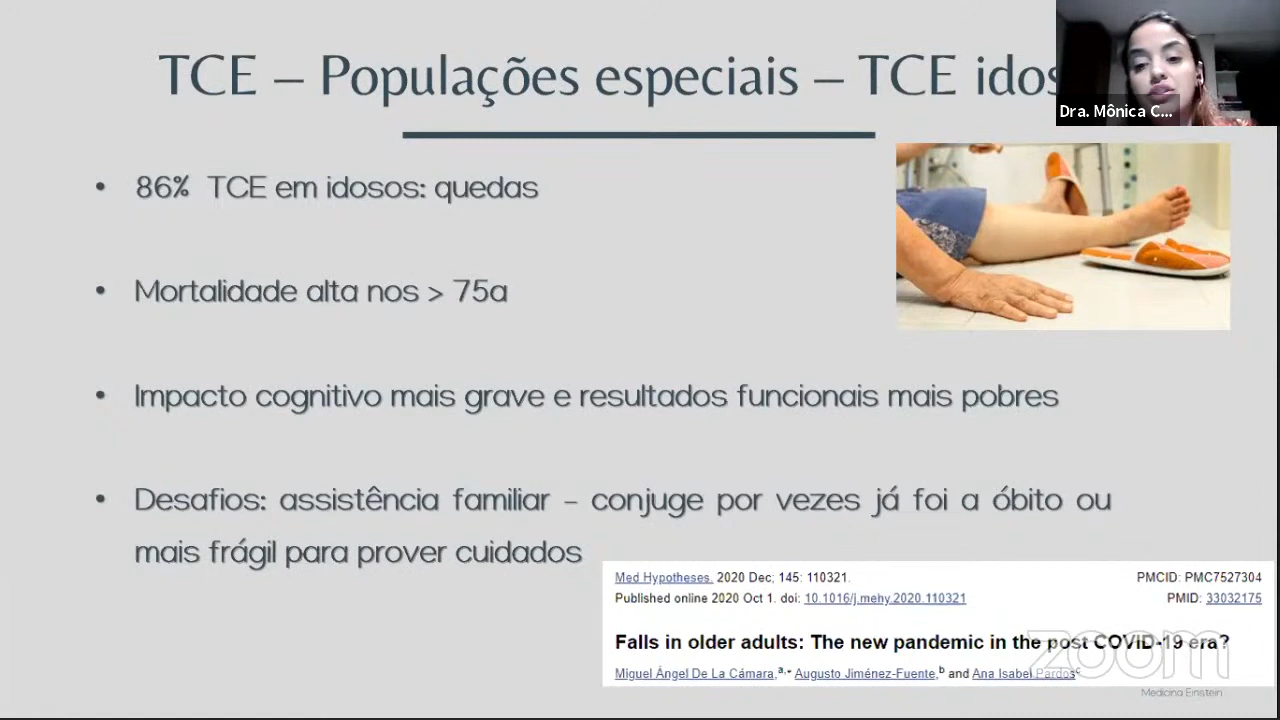 TCE – Populações especiais – TCE idos
Dra. Mônica C...
• 86% TCE em idosos: quedas
• Mortalidade alta nos > 75a
• Impacto cognitivo mais grave e resultados funcionais mais pobres
• Desafios: assistência familiar – conjuge por vezes já foi a óbito ou
mais frágil para prover cuidados
Med Hypotheses. 2020 Dec; 145: 110321.
PMCID: PMC7527304
Published online 2020 Oct 1. doi: 10.1016/j.mehy.2020.110321
PMID: 33032175
Falls in older adults: The new pandemic in the post COVID-19 era?
Miguel Ángel De La Cámara,a,* Augusto Jiménez-Fuente,b and Ana Isabel Pardosc
zoom
Medicina Einstein